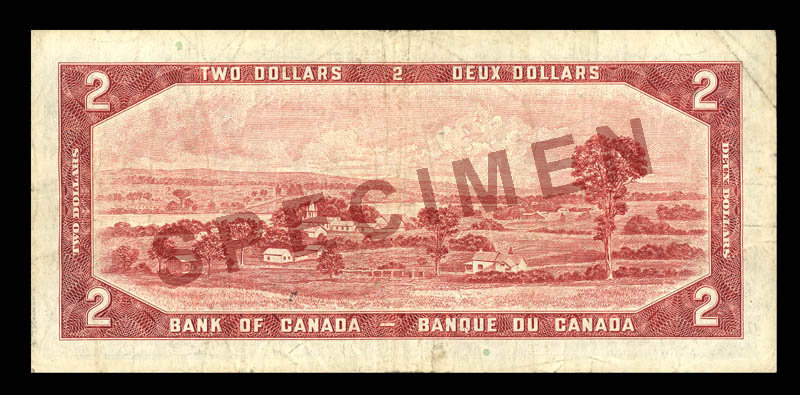 TWO DOLLARS 2 DEUX DOLLARS
2
2
TWO DOLLARS
SPECIMEN
DEUX DOLLARS
2
2
BANK OF CANADA — BANQUE DU CANADA